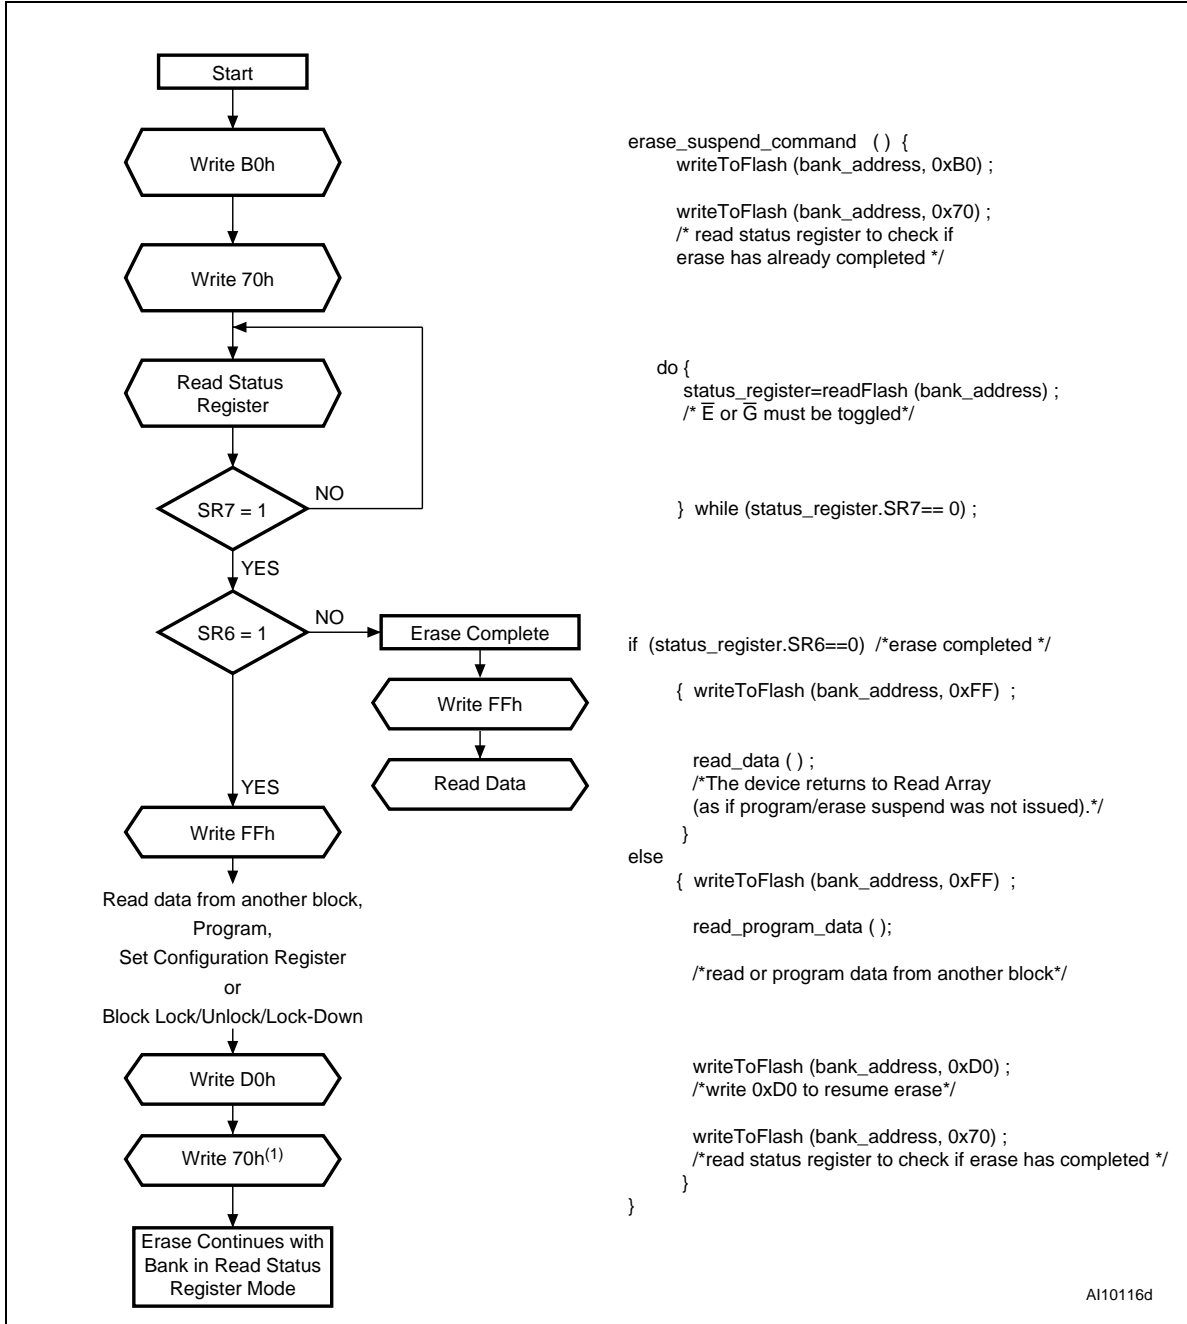 Start
Write B0h
Write 70h
Read Status
Register
NO
SR7 = 1
YES
NO
SR6 = 1
Erase Complete
Write FFh
Read Data
YES
Write FFh
Read data from another block,
Program,
Set Configuration Register
or
Block Lock/Unlock/Lock-Down
Write D0h
Write 70h(1)
Erase Continues with
Bank in Read Status
Register Mode
erase_suspend_command ( ) {
writeToFlash (bank_address, 0xB0) ;
writeToFlash (bank_address, 0x70) ;
/* read status register to check if
erase has already completed */
do {
status_register=readFlash (bank_address) ;
/* E̅ or G̅ must be toggled*/
} while (status_register.SR7== 0) ;
if (status_register.SR6==0) /*erase completed */
{ writeToFlash (bank_address, 0xFF) ;
read_data ( ) ;
/*The device returns to Read Array
(as if program/erase suspend was not issued).*/
}
else
{ writeToFlash (bank_address, 0xFF) ;
read_program_data ( );
/*read or program data from another block*/
writeToFlash (bank_address, 0xD0) ;
/*write 0xD0 to resume erase*/
writeToFlash (bank_address, 0x70) ;
/*read status register to check if erase has completed */
}
}
AI10116d